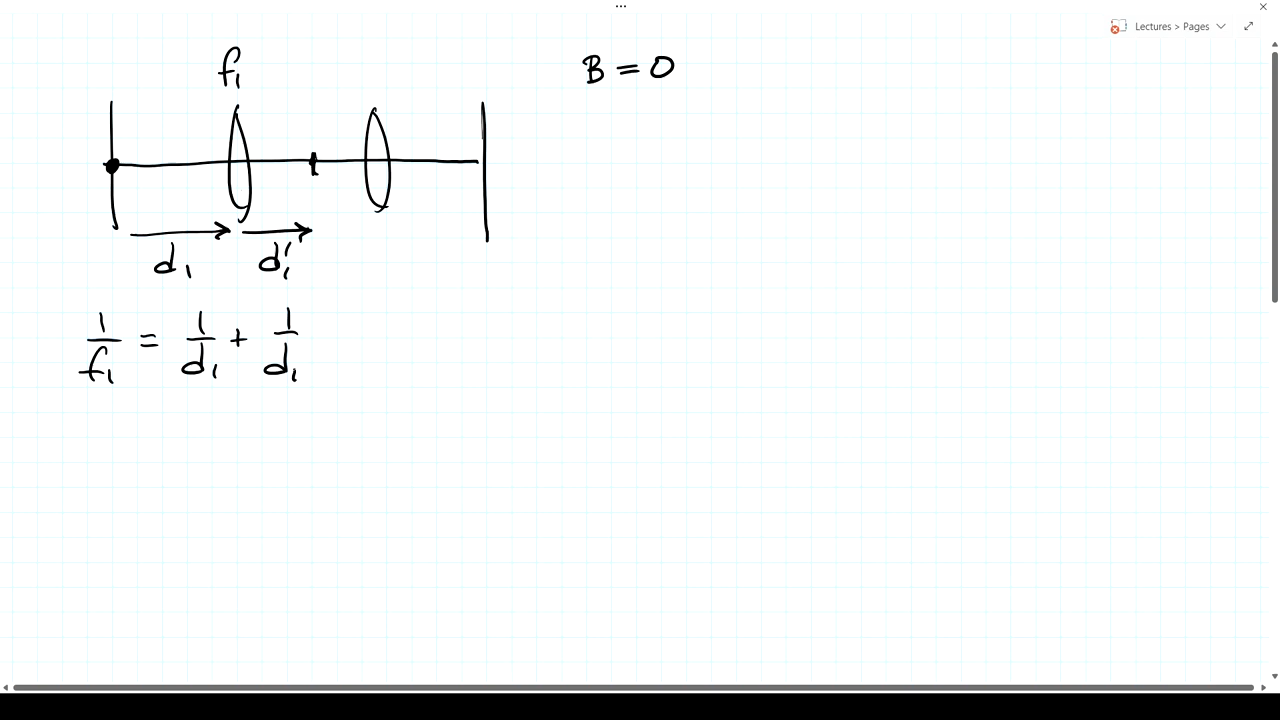 Lectures > Pages
f₁
B = 0
d₁ d₁'
1/f₁ = 1/d₁ + 1/d₁